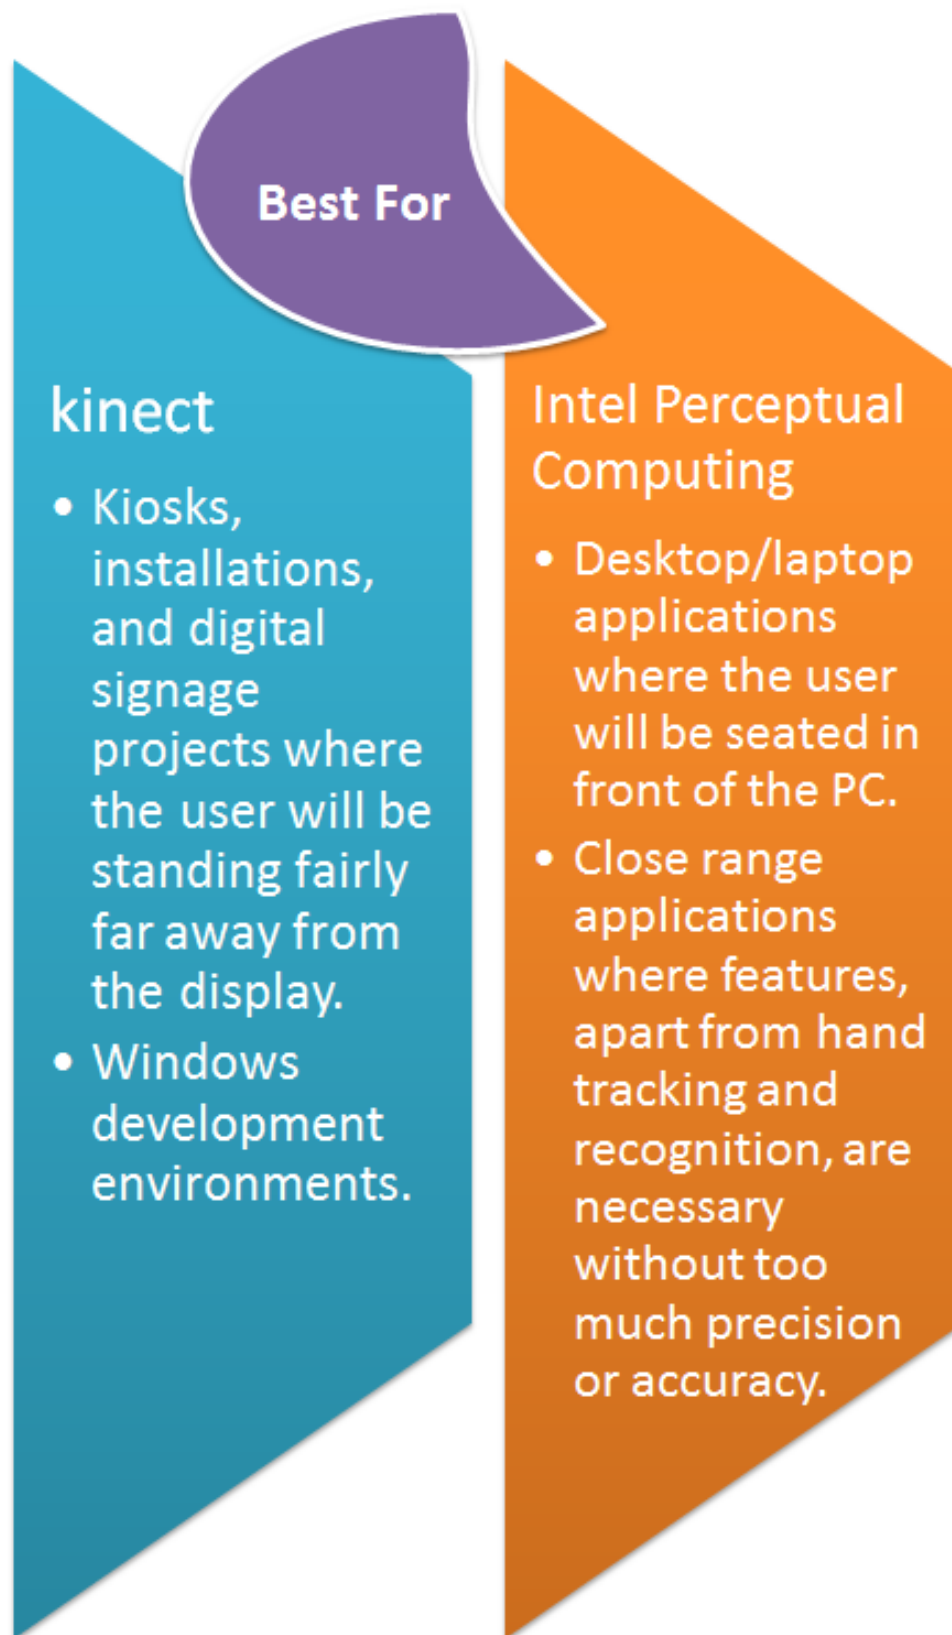 Best For
kinect
• Kiosks,
installations,
and digital
signage
projects where
the user will be
standing fairly
far away from
the display.
• Windows
development
environments.
Intel Perceptual
Computing
• Desktop/laptop
applications
where the user
will be seated in
front of the PC.
• Close range
applications
where features,
apart from hand
tracking and
recognition, are
necessary
without too
much precision
or accuracy.